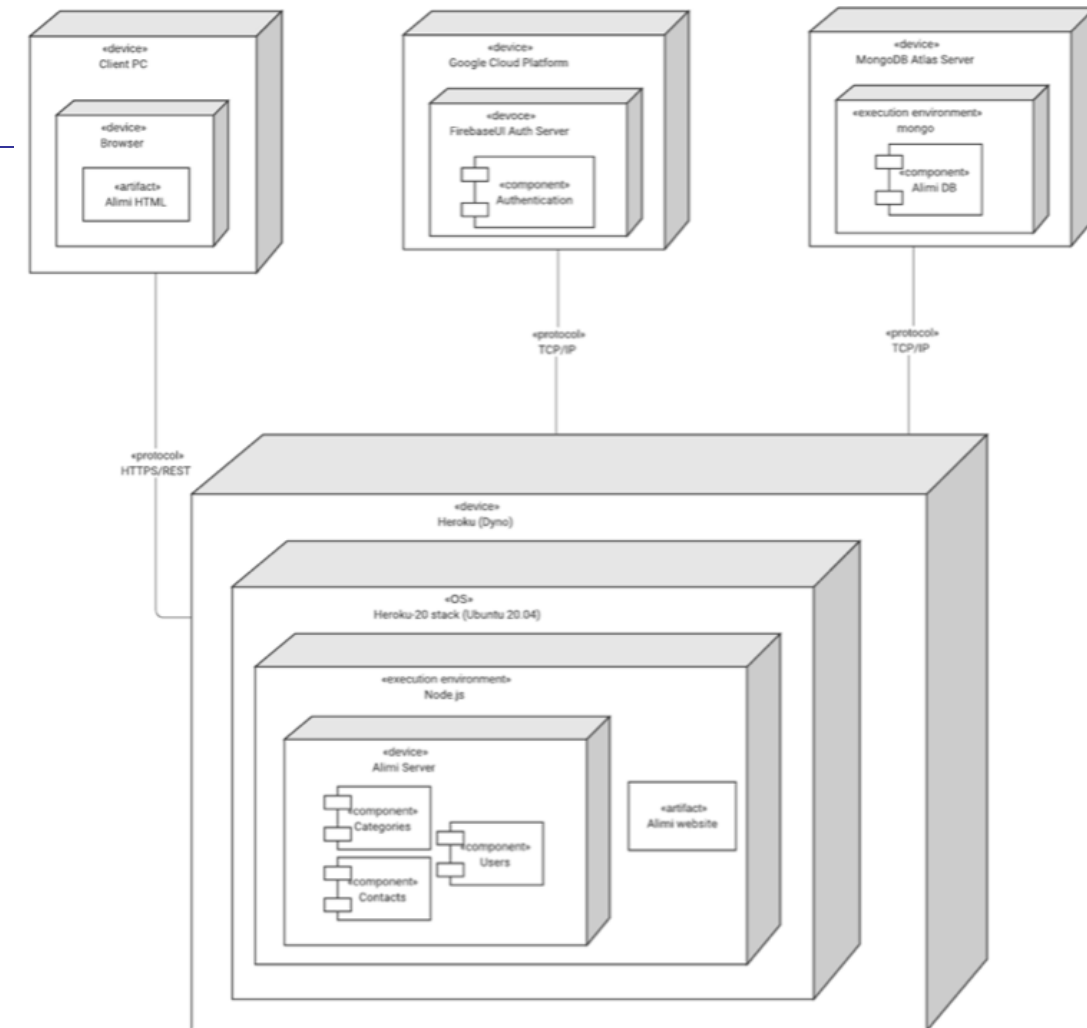 «device»
Client PC
«device»
Browser
«artifact»
Alimi HTML
«device»
Google Cloud Platform
«devoce»
FirebaseUI Auth Server
«component»
Authentication
«device»
MongoDB Atlas Server
«execution environment»
mongo
«component»
Alimi DB
«protocol»
HTTPS/REST
«protocol»
TCP/IP
«protocol»
TCP/IP
«device»
Heroku (Dyno)
«OS»
Heroku-20 stack (Ubuntu 20.04)
«execution environment»
Node.js
«device»
Alimi Server
«component»
Categories
«component»
Users
«component»
Contacts
«artifact»
Alimi website